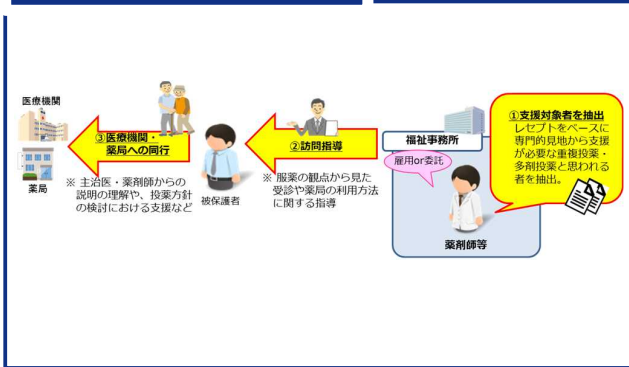 医療機関
薬局
③医療機関・
薬局への同行
※ 主治医・薬剤師からの
説明の理解や、投薬方針
の検討における支援など
被保護者
②訪問指導
※ 服薬の観点から見た
受診や薬局の利用方法
に関する指導
福祉事務所
雇用or委託
薬剤師等
①支援対象者を抽出
レセプトをベースに
専門的見地から支援
が必要な重複投薬・
多剤投薬と思われる
者を抽出。